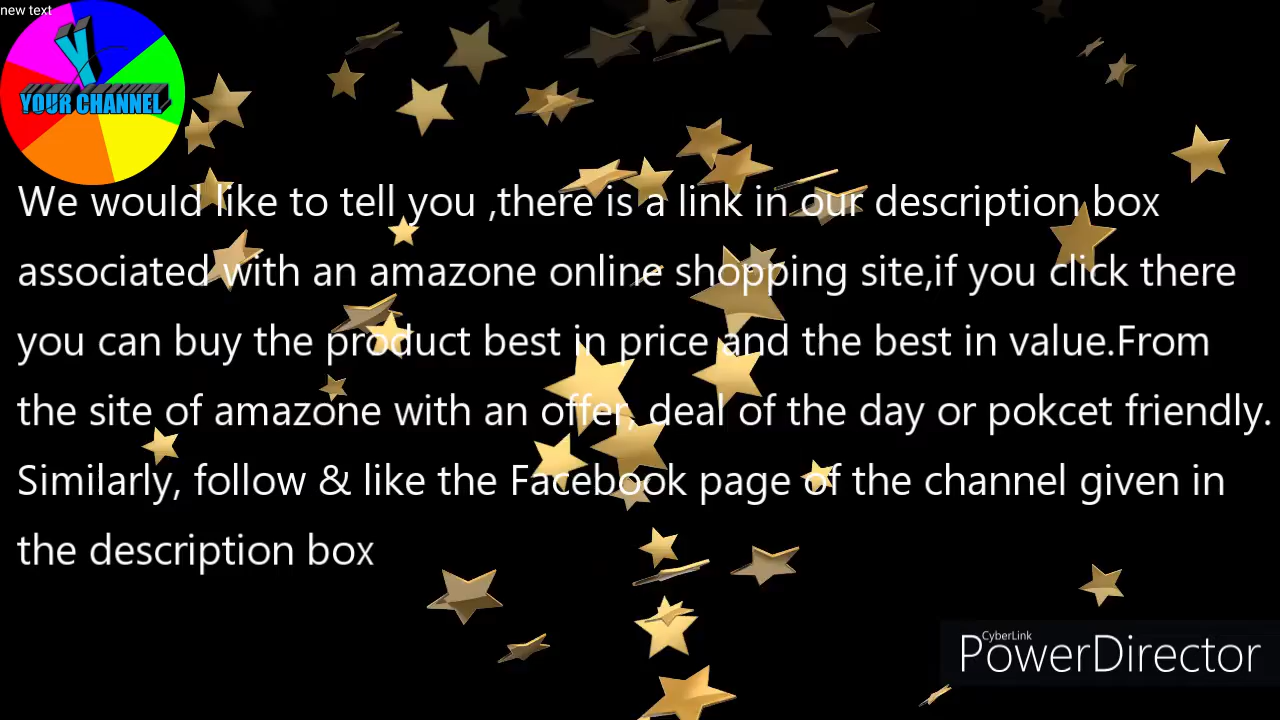 new text
YOUR CHANNEL
We would like to tell you ,there is a link in our description box
associated with an amazone online shopping site,if you click there
you can buy the product best in price and the best in value.From
the site of amazone with an offer, deal of the day or pokcet friendly.
Similarly, follow & like the Facebook page of the channel given in
the description box
CyberLink
PowerDirector